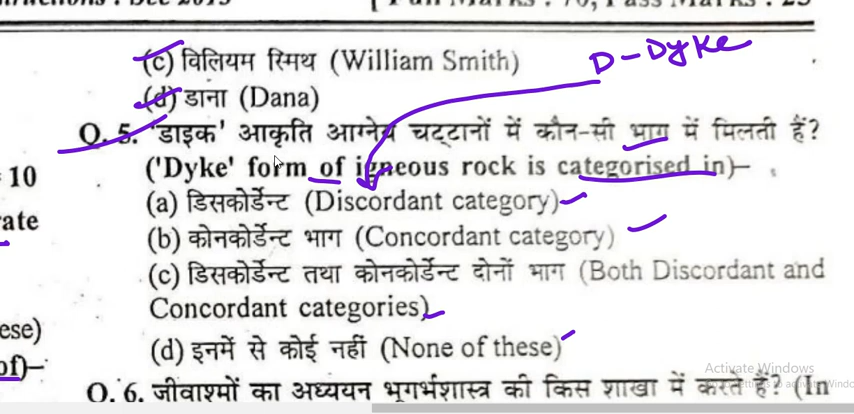 (c) विलियम स्मिथ (William Smith)
D-Dyke
(d) डाना (Dana)
Q. 5. 'डाइक' आकृति आग्नेय चट्टानों में कौन-सी भाग में मिलती हैं?
('Dyke' form of igneous rock is categorised in)–
10
(a) डिसकोर्डेन्ट (Discordant category)
(b) कोनकोर्डेन्ट भाग (Concordant category)
(c) डिसकोर्डेन्ट तथा कोनकोर्डेन्ट दोनों भाग (Both Discordant and
Concordant categories)
(d) इनमें से कोई नहीं (None of these)
of)–
Activate Windows
Q. 6. जीवाश्मों का अध्ययन भूगर्भशास्त्र की किस शाखा में करते हैं? (In